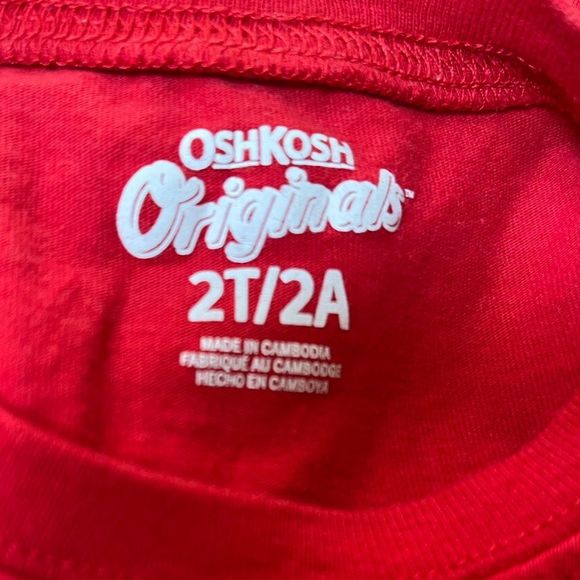 OSHKOSH
Originals™
2T/2A
MADE IN CAMBODIA
FABRIQUÉ AU CAMBODGE
HECHO EN CAMBOYA